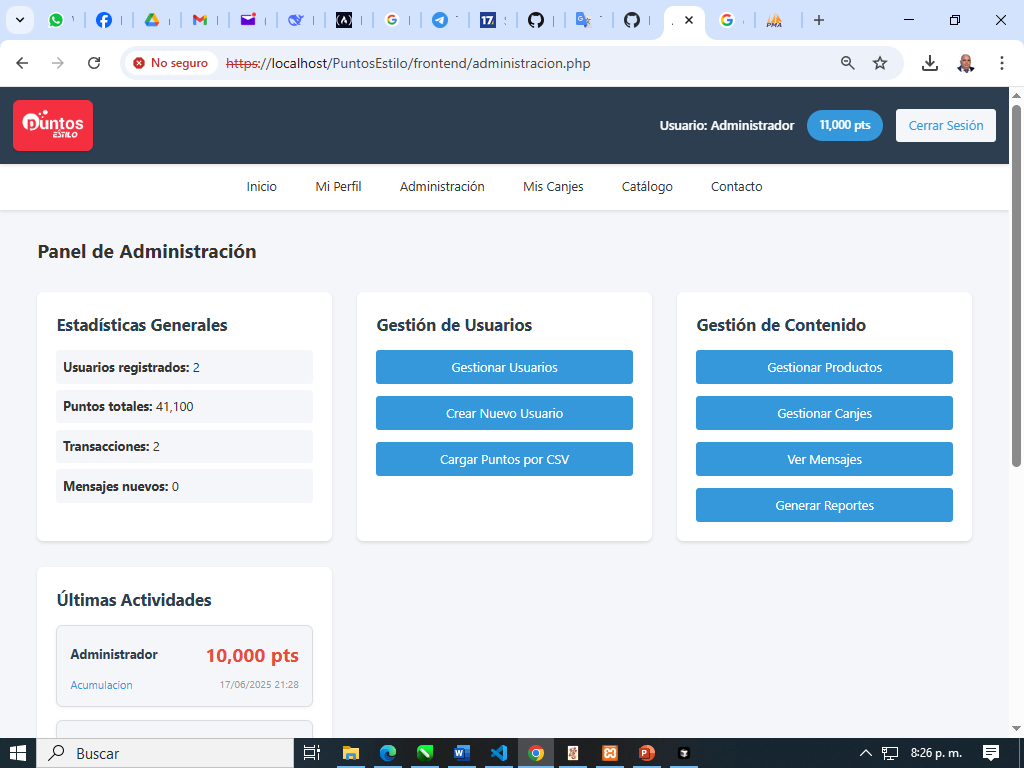 No seguro
https://localhost/PuntosEstilo/frontend/administracion.php
puntos
ESTILO
Usuario: Administrador
11,000 pts
Cerrar Sesión
Inicio
Mi Perfil
Administración
Mis Canjes
Catálogo
Contacto
Panel de Administración
Estadísticas Generales
Usuarios registrados: 2
Puntos totales: 41,100
Transacciones: 2
Mensajes nuevos: 0
Gestión de Usuarios
Gestionar Usuarios
Crear Nuevo Usuario
Cargar Puntos por CSV
Gestión de Contenido
Gestionar Productos
Gestionar Canjes
Ver Mensajes
Generar Reportes
Últimas Actividades
Administrador
10,000 pts
Acumulacion
17/06/2025 21:28
Buscar
8:26 p. m.